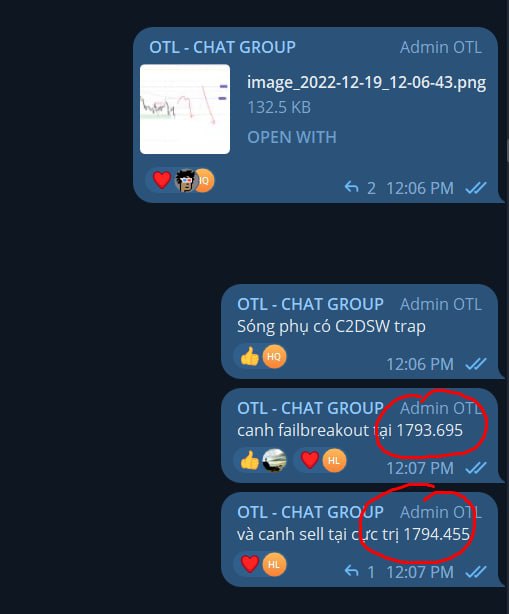 OTL - CHAT GROUP Admin OTL
image_2022-12-19_12-06-43.png
132.5 KB
OPEN WITH
HQ
2 12:06 PM
OTL - CHAT GROUP Admin OTL
Sóng phụ có C2DSW trap
HQ
12:06 PM
OTL - CHAT GROUP Admin OTL
canh failbreakout tại 1793.695
HL
12:07 PM
OTL - CHAT GROUP Admin OTL
và canh sell tại cực trị 1794.455
HL
1 12:07 PM